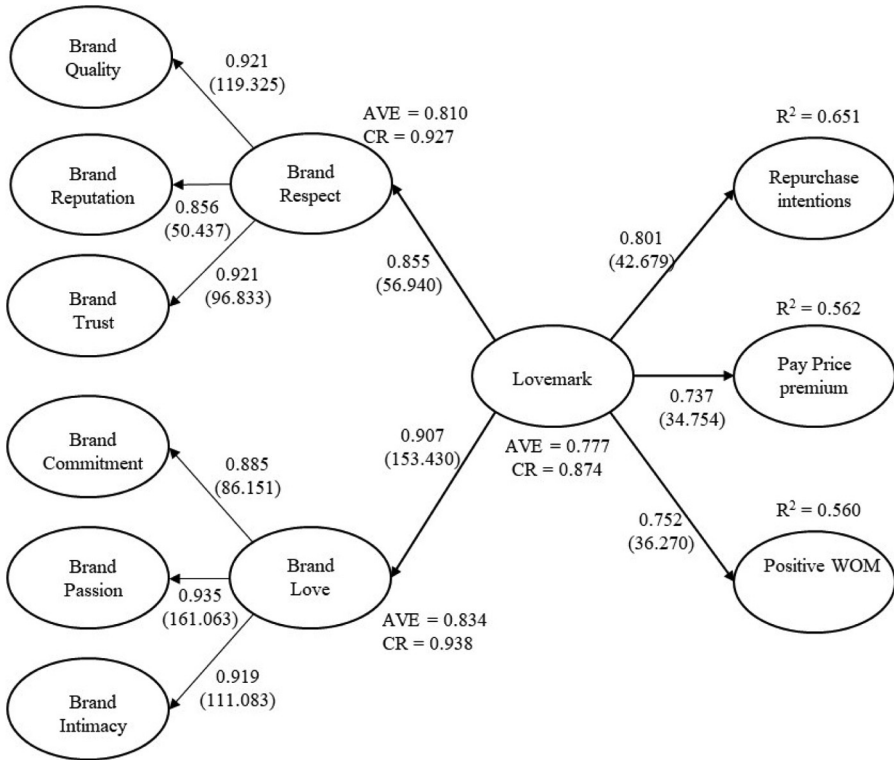 Brand
Quality
0.921
(119.325)
AVE = 0.810
CR = 0.927
R² = 0.651
Brand
Reputation
0.856
(50.437)
Brand
Respect
Repurchase
intentions
0.921
(96.833)
0.855
(56.940)
0.801
(42.679)
Brand
Trust
R² = 0.562
Lovemark
Pay Price
premium
0.737
(34.754)
Brand
Commitment
0.885
(86.151)
0.907
(153.430)
AVE = 0.777
CR = 0.874
0.752
(36.270)
R² = 0.560
Brand
Passion
0.935
(161.063)
Brand
Love
Positive WOM
AVE = 0.834
CR = 0.938
0.919
(111.083)
Brand
Intimacy